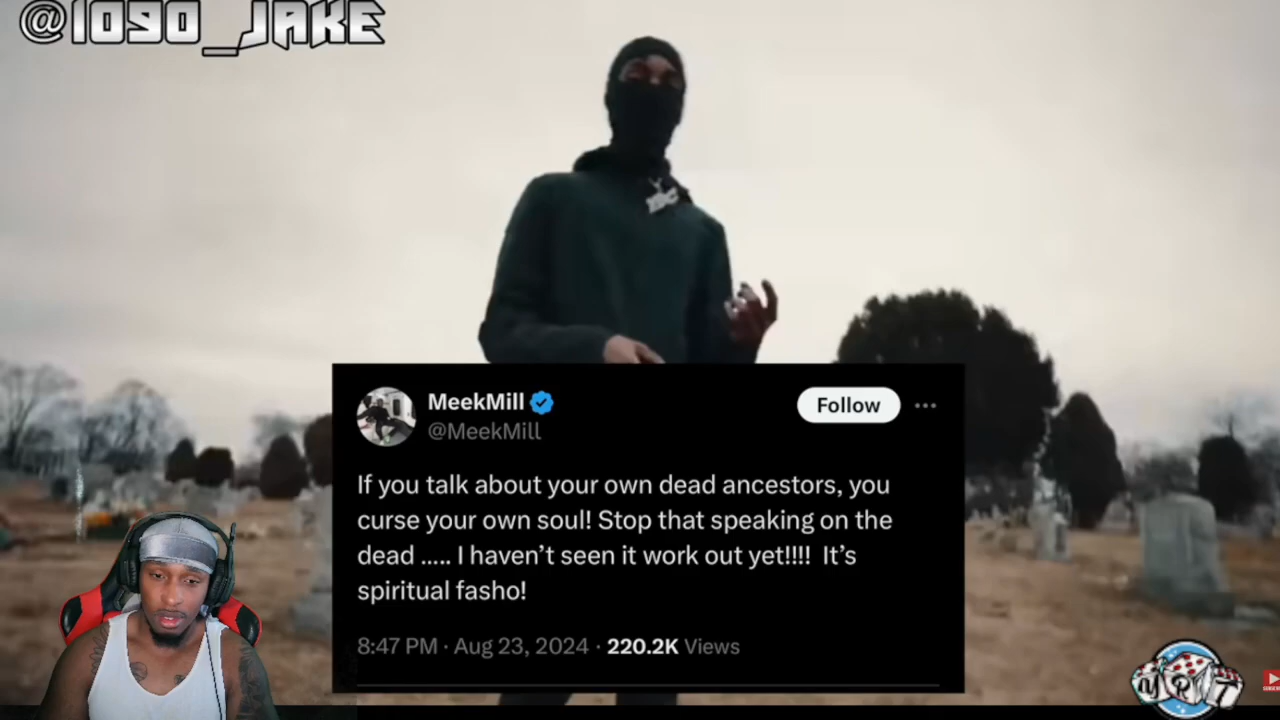 @1090_JAKE
MeekMill
Follow
@MeekMill
If you talk about your own dead ancestors, you
curse your own soul! Stop that speaking on the
dead ..... I haven’t seen it work out yet!!!! It’s
spiritual fasho!
8:47 PM · Aug 23, 2024 · 220.2K Views